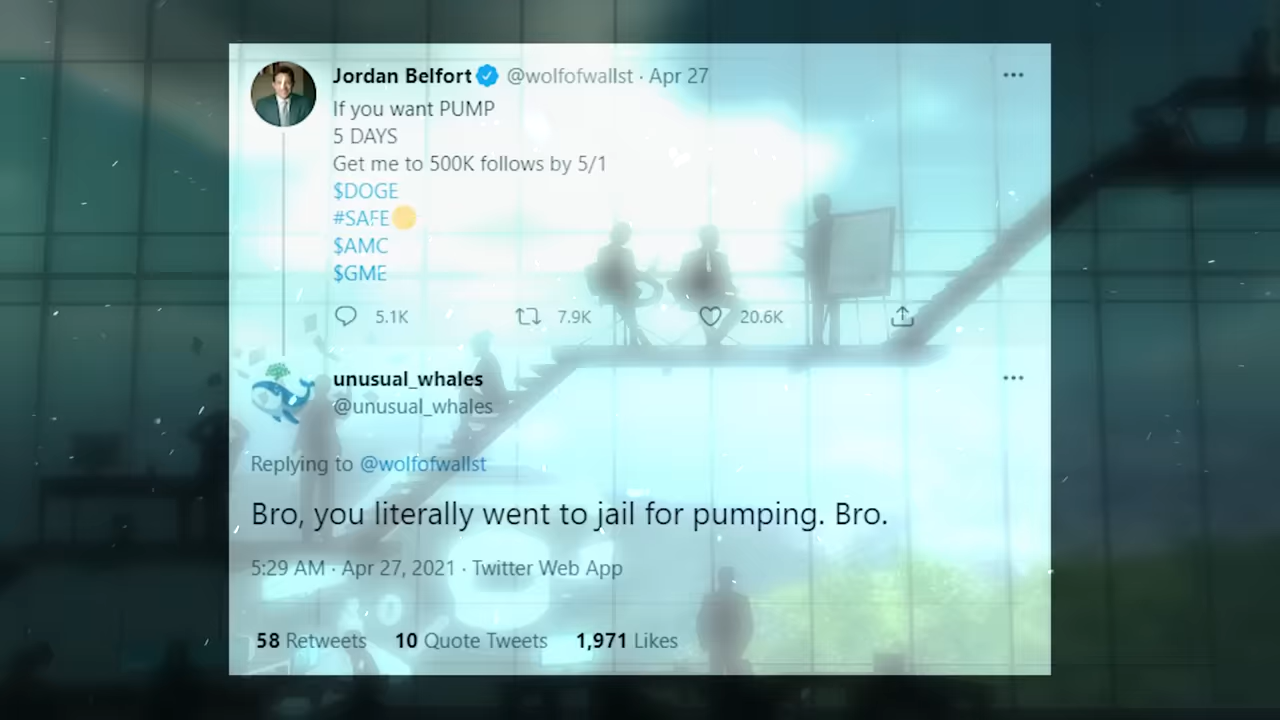 Jordan Belfort @wolfofwallst · Apr 27
If you want PUMP
5 DAYS
Get me to 500K follows by 5/1
$DOGE
#SAFE
$AMC
$GME
5.1K 7.9K 20.6K
unusual_whales
@unusual_whales
Replying to @wolfofwallst
Bro, you literally went to jail for pumping. Bro.
5:29 AM · Apr 27, 2021 · Twitter Web App
58 Retweets 10 Quote Tweets 1,971 Likes